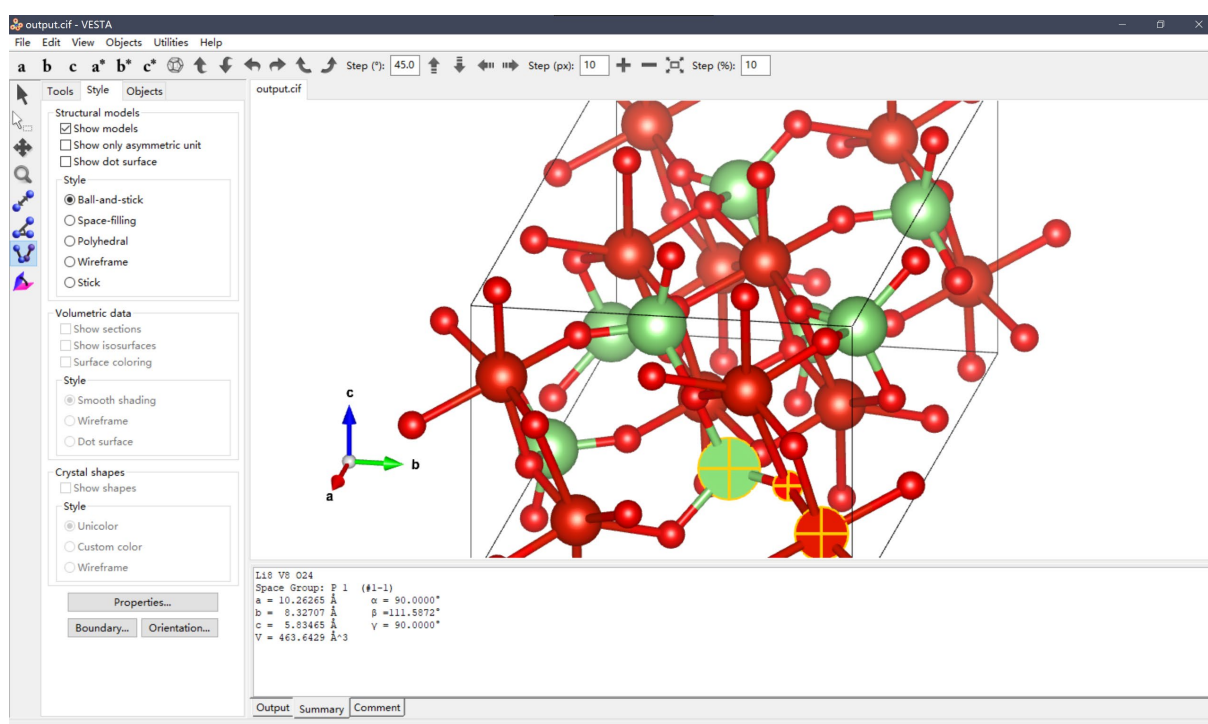 output.cif - VESTA
File Edit View Objects Utilities Help
a b c a* b* c* Step (°): 45.0 Step (px): 10 Step (%): 10
Tools Style Objects
output.cif
Structural models
Show models
Show only asymmetric unit
Show dot surface
Style
Ball-and-stick
Space-filling
Polyhedral
Wireframe
Stick
Volumetric data
Show sections
Show isosurfaces
Surface coloring
Style
Smooth shading
Wireframe
Dot surface
Crystal shapes
Show shapes
Style
Unicolor
Custom color
Wireframe
Properties...
Boundary... Orientation...
c
b
a
Li8 V8 O24
Space Group: P 1 (#1-1)
a = 10.26265 Å α = 90.0000°
b = 8.32707 Å β =111.5872°
c = 5.83465 Å γ = 90.0000°
V = 463.6429 Å^3
Output Summary Comment